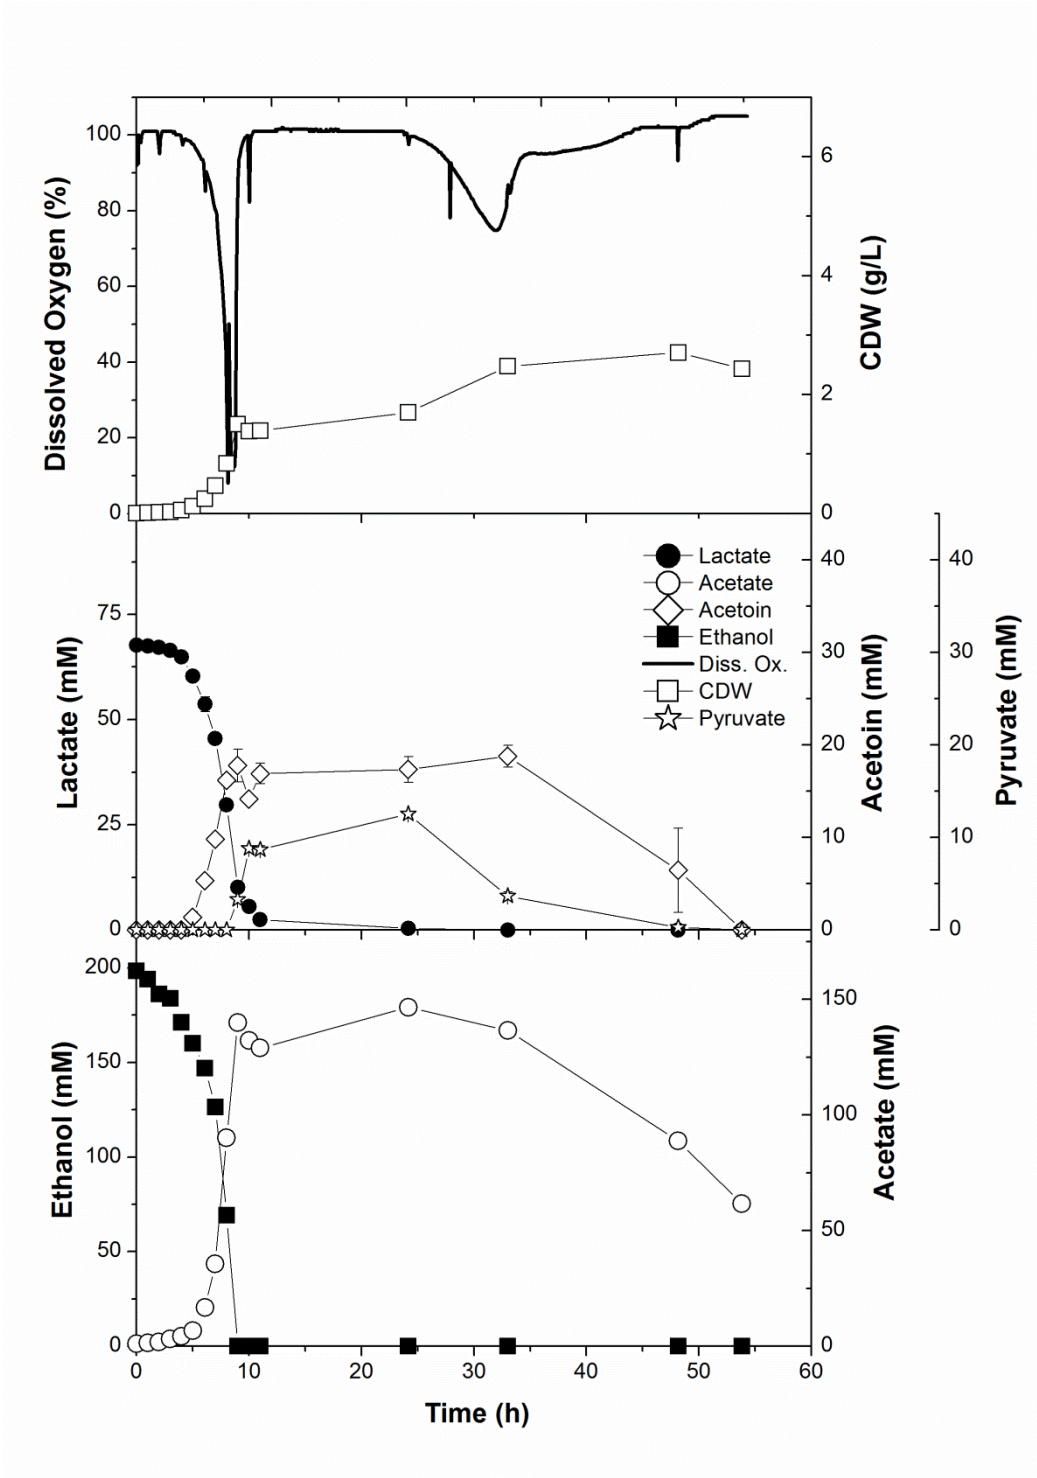 Dissolved Oxygen (%)
100
80
60
40
20
0
6
4
2
0
CDW (g/L)
Lactate (mM)
75
50
25
0
Lactate
Acetate
Acetoin
Ethanol
Diss. Ox.
CDW
Pyruvate
40
30
20
10
0
Acetoin (mM)
40
30
20
10
0
Pyruvate (mM)
Ethanol (mM)
200
150
100
50
0
150
100
50
0
Acetate (mM)
0 10 20 30 40 50 60
Time (h)